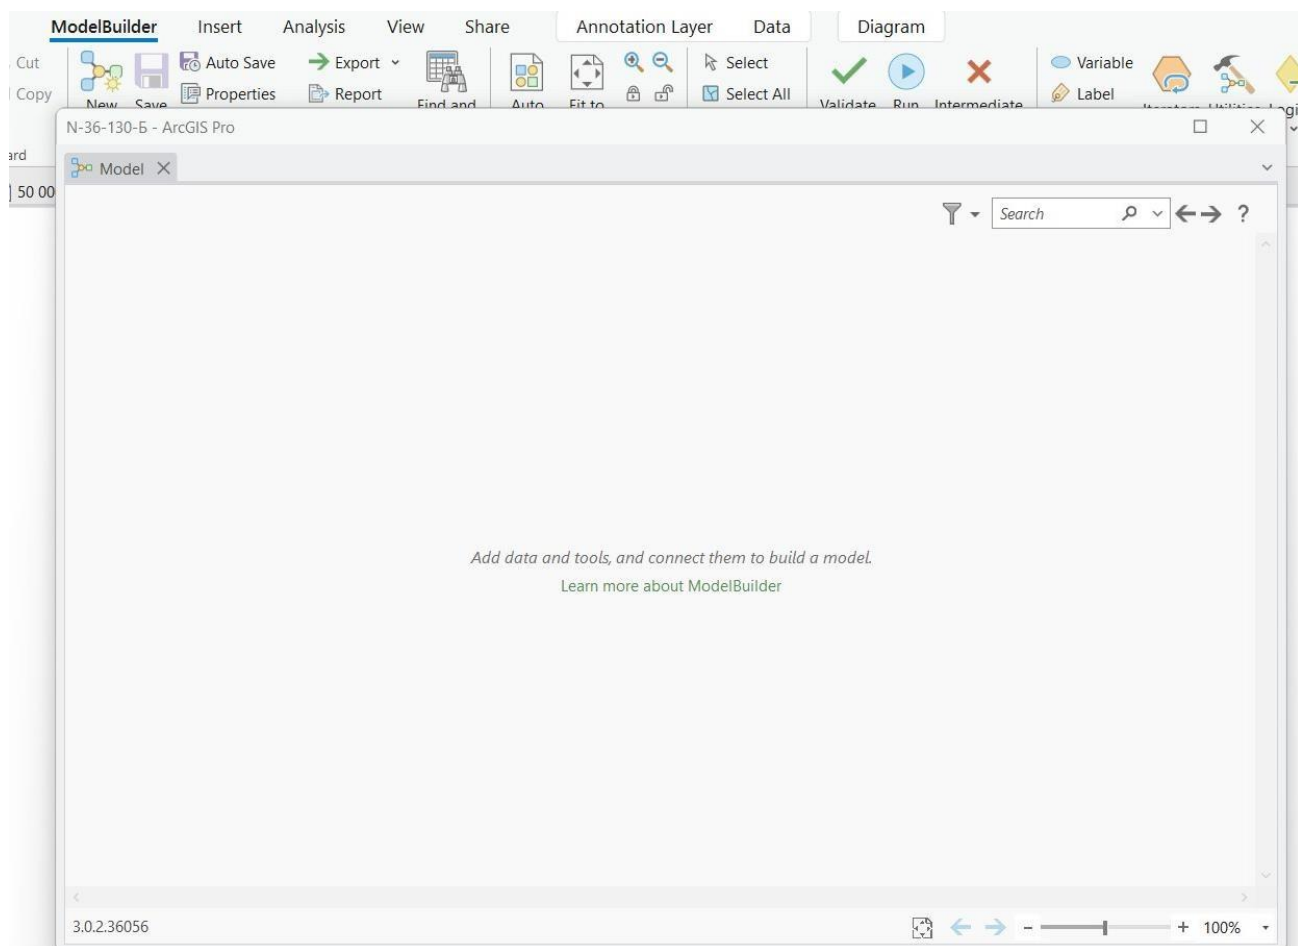 ModelBuilder Insert Analysis View Share Annotation Layer Data Diagram
Cut Auto Save Export Select Variable
Copy Properties Report Select All Label
New Save Find and Auto Fit to Validate Run Intermediate
N-36-130-Б - ArcGIS Pro
Model
50 00
Search ?
Add data and tools, and connect them to build a model.
Learn more about ModelBuilder
3.0.2.36056 - + 100%